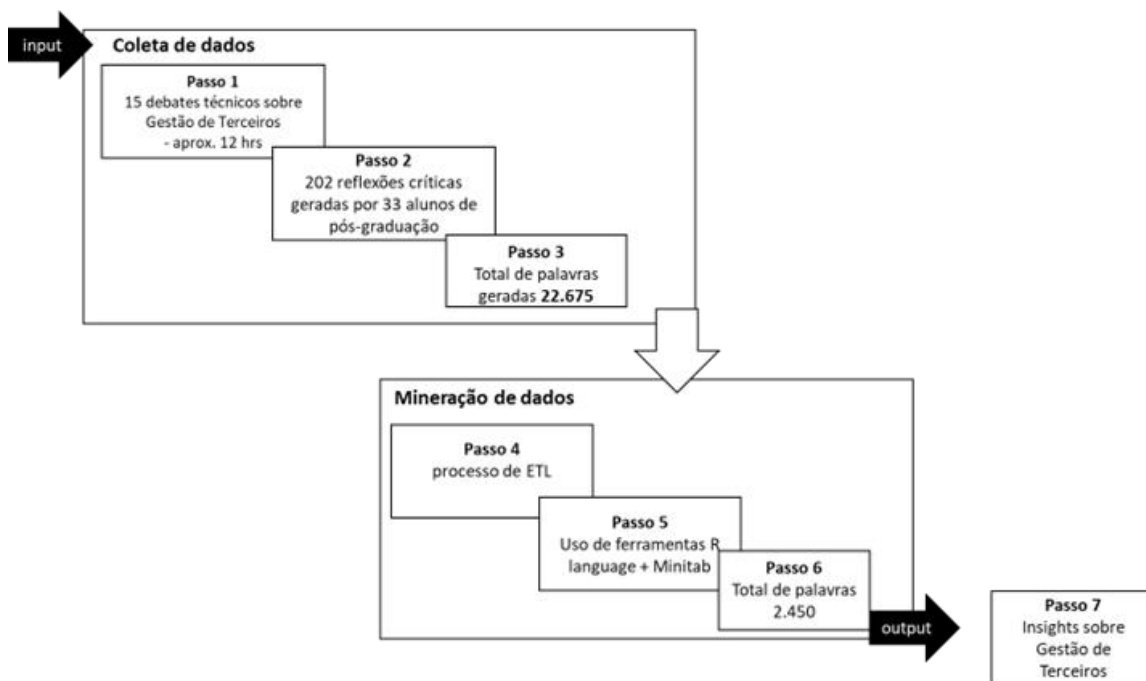 input
Coleta de dados
Passo 1
15 debates técnicos sobre
Gestão de Terceiros
- aprox. 12 hrs
Passo 2
202 reflexões críticas
geradas por 33 alunos de
pós-graduação
Passo 3
Total de palavras
geradas 22.675
Mineração de dados
Passo 4
processo de ETL
Passo 5
Uso de ferramentas R
language + Minitab
Passo 6
Total de palavras
2.450
output
Passo 7
Insights sobre
Gestão de
Terceiros